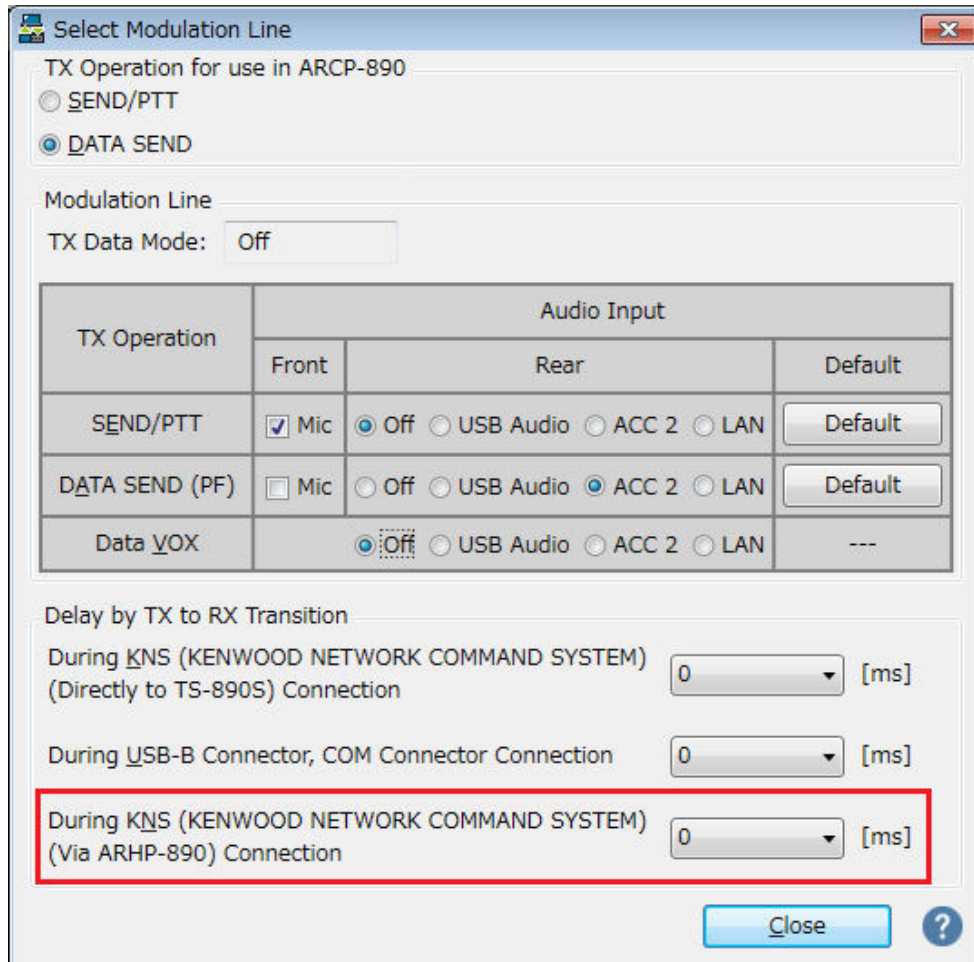 Select Modulation Line
TX Operation for use in ARCP-890
SEND/PTT
DATA SEND
Modulation Line
TX Data Mode: Off
TX Operation
Audio Input
Front
Rear
Default
SEND/PTT
Mic
Off
USB Audio
ACC 2
LAN
Default
DATA SEND (PF)
Mic
Off
USB Audio
ACC 2
LAN
Default
Data VOX
Off
USB Audio
ACC 2
LAN
---
Delay by TX to RX Transition
During KNS (KENWOOD NETWORK COMMAND SYSTEM)
(Directly to TS-890S) Connection
0
[ms]
During USB-B Connector, COM Connector Connection
0
[ms]
During KNS (KENWOOD NETWORK COMMAND SYSTEM)
(Via ARHP-890) Connection
0
[ms]
Close
?